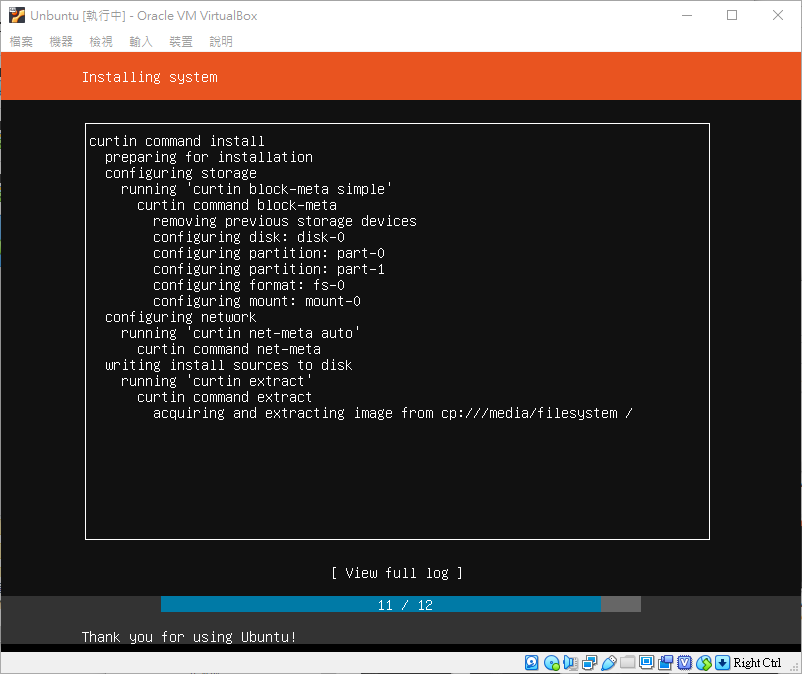 Unbuntu [執行中] - Oracle VM VirtualBox
檔案 機器 檢視 輸入 裝置 說明
Installing system
curtin command install
preparing for installation
configuring storage
running 'curtin block-meta simple'
curtin command block-meta
removing previous storage devices
configuring disk: disk-0
configuring partition: part-0
configuring partition: part-1
configuring format: fs-0
configuring mount: mount-0
configuring network
running 'curtin net-meta auto'
curtin command net-meta
writing install sources to disk
running 'curtin extract'
curtin command extract
acquiring and extracting image from cp:///media/filesystem /
[ View full log ]
11 / 12
Thank you for using Ubuntu!
Right Ctrl